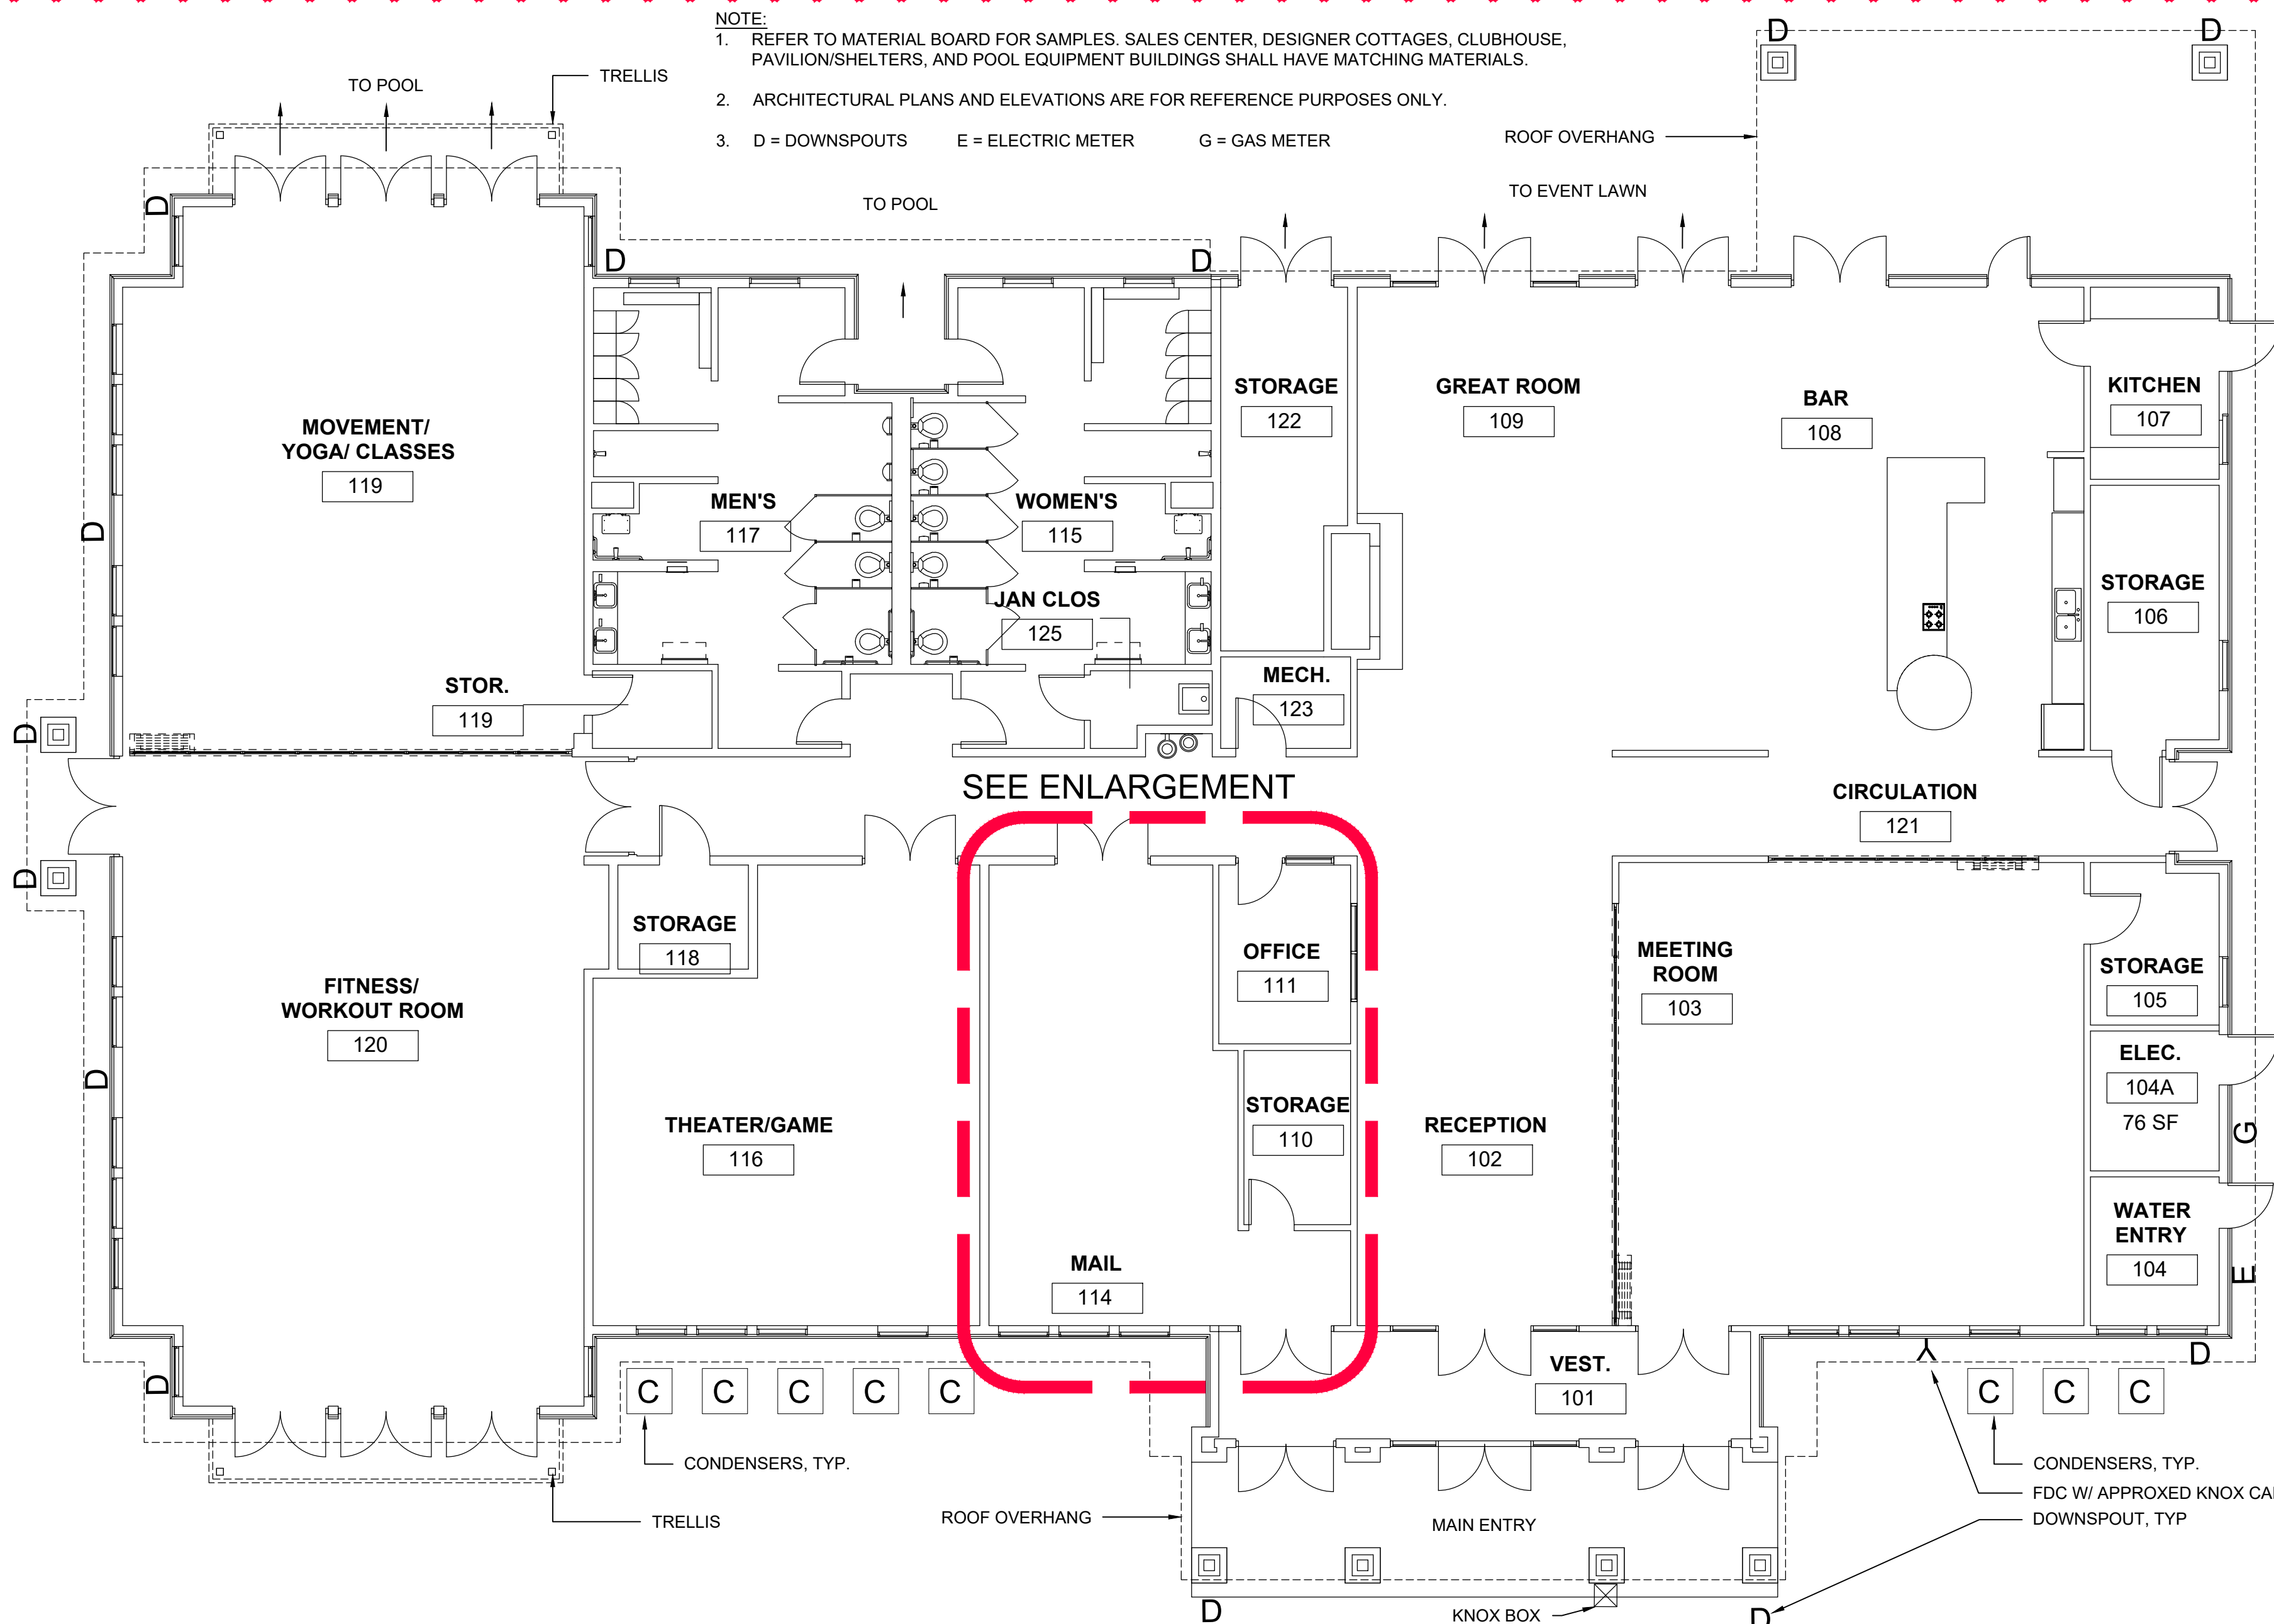 NOTE:
1. REFER TO MATERIAL BOARD FOR SAMPLES. SALES CENTER, DESIGNER COTTAGES, CLUBHOUSE,
PAVILION/SHELTERS, AND POOL EQUIPMENT BUILDINGS SHALL HAVE MATCHING MATERIALS.
2. ARCHITECTURAL PLANS AND ELEVATIONS ARE FOR REFERENCE PURPOSES ONLY.
3. D = DOWNSPOUTS E = ELECTRIC METER G = GAS METER
D
D
TO POOL
TRELLIS
ROOF OVERHANG
TO EVENT LAWN
TO POOL
D
D
D
MOVEMENT/
YOGA/ CLASSES
119
D
STORAGE
122
GREAT ROOM
109
BAR
108
KITCHEN
107
MEN'S
117
WOMEN'S
115
JAN CLOS
125
STORAGE
106
STOR.
119
MECH.
123
D
D
SEE ENLARGEMENT
CIRCULATION
121
STORAGE
118
OFFICE
111
MEETING
ROOM
103
STORAGE
105
FITNESS/
WORKOUT ROOM
120
D
ELEC.
104A
76 SF
G
THEATER/GAME
116
STORAGE
110
RECEPTION
102
WATER
ENTRY
104
E
MAIL
114
D
C
C
C
C
C
VEST.
101
D
C
C
C
CONDENSERS, TYP.
TRELLIS
ROOF OVERHANG
MAIN ENTRY
CONDENSERS, TYP.
FDC W/ APPROXED KNOX CA
DOWNSPOUT, TYP
D
KNOX BOX
D